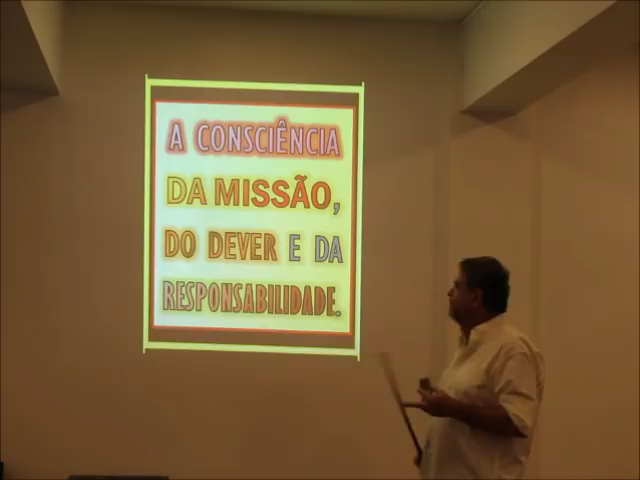 A CONSCIÊNCIA
DA MISSÃO,
DO DEVER E DA
RESPONSABILIDADE.